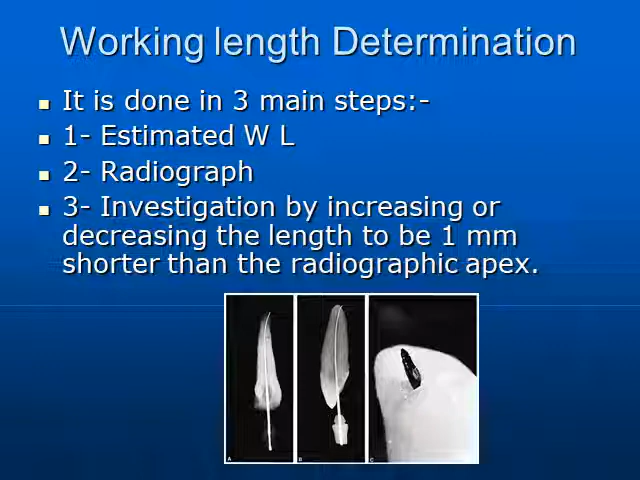 Working length Determination
It is done in 3 main steps:-
1- Estimated W L
2- Radiograph
3- Investigation by increasing or
decreasing the length to be 1 mm
shorter than the radiographic apex.
A B C